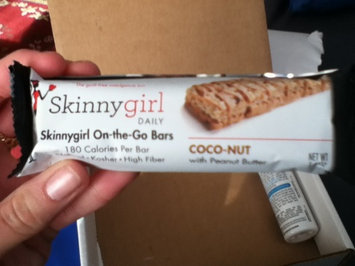 Skinnygirl
DAILY
Skinnygirl On-the-Go Bars
180 Calories Per Bar
Kosher • High Fiber
COCO-NUT
with Peanut Butter
NET WT